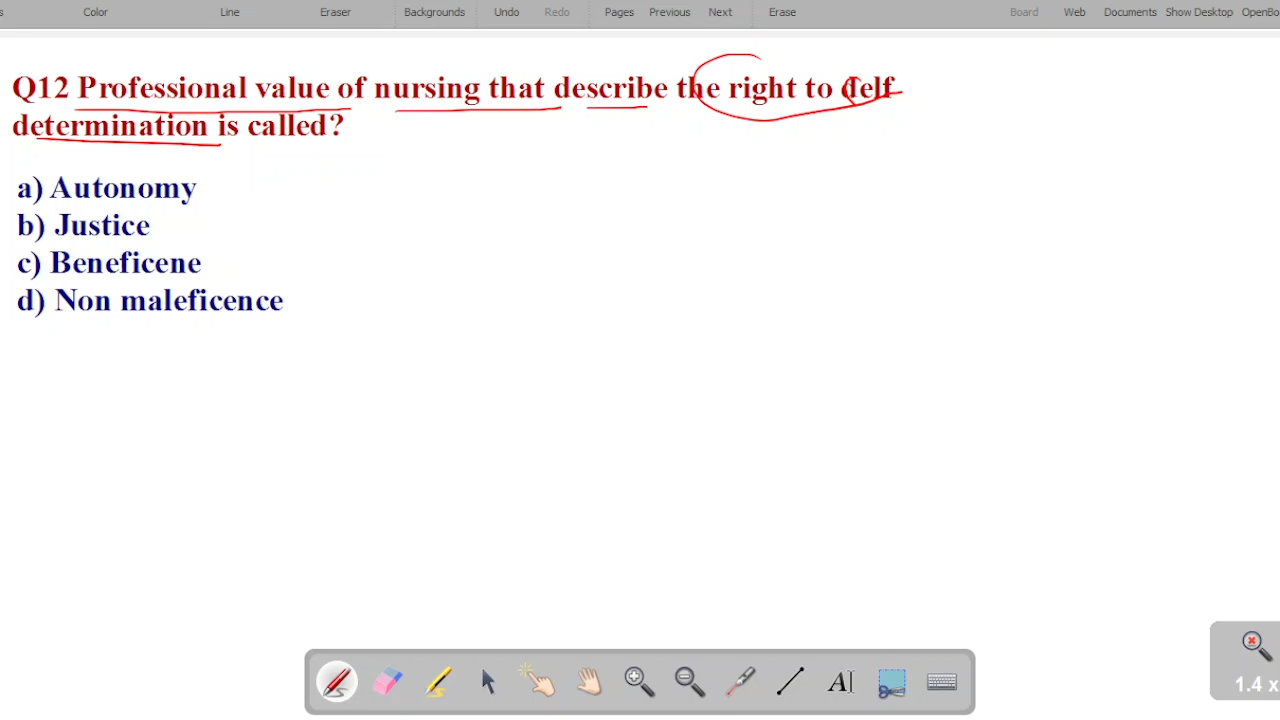 Color Line Eraser Backgrounds Undo Redo Pages Previous Next Erase Board Web Documents Show Desktop OpenBo
Q12 Professional value of nursing that describe the right to delf
determination is called?
a) Autonomy
b) Justice
c) Beneficene
d) Non maleficence
1.4 x